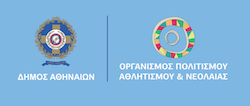 ΔΗΜΟΣ ΑΘΗΝΑΙΩΝ
ΟΡΓΑΝΙΣΜΟΣ ΠΟΛΙΤΙΣΜΟΥ
ΑΘΛΗΤΙΣΜΟΥ & ΝΕΟΛΑΙΑΣ